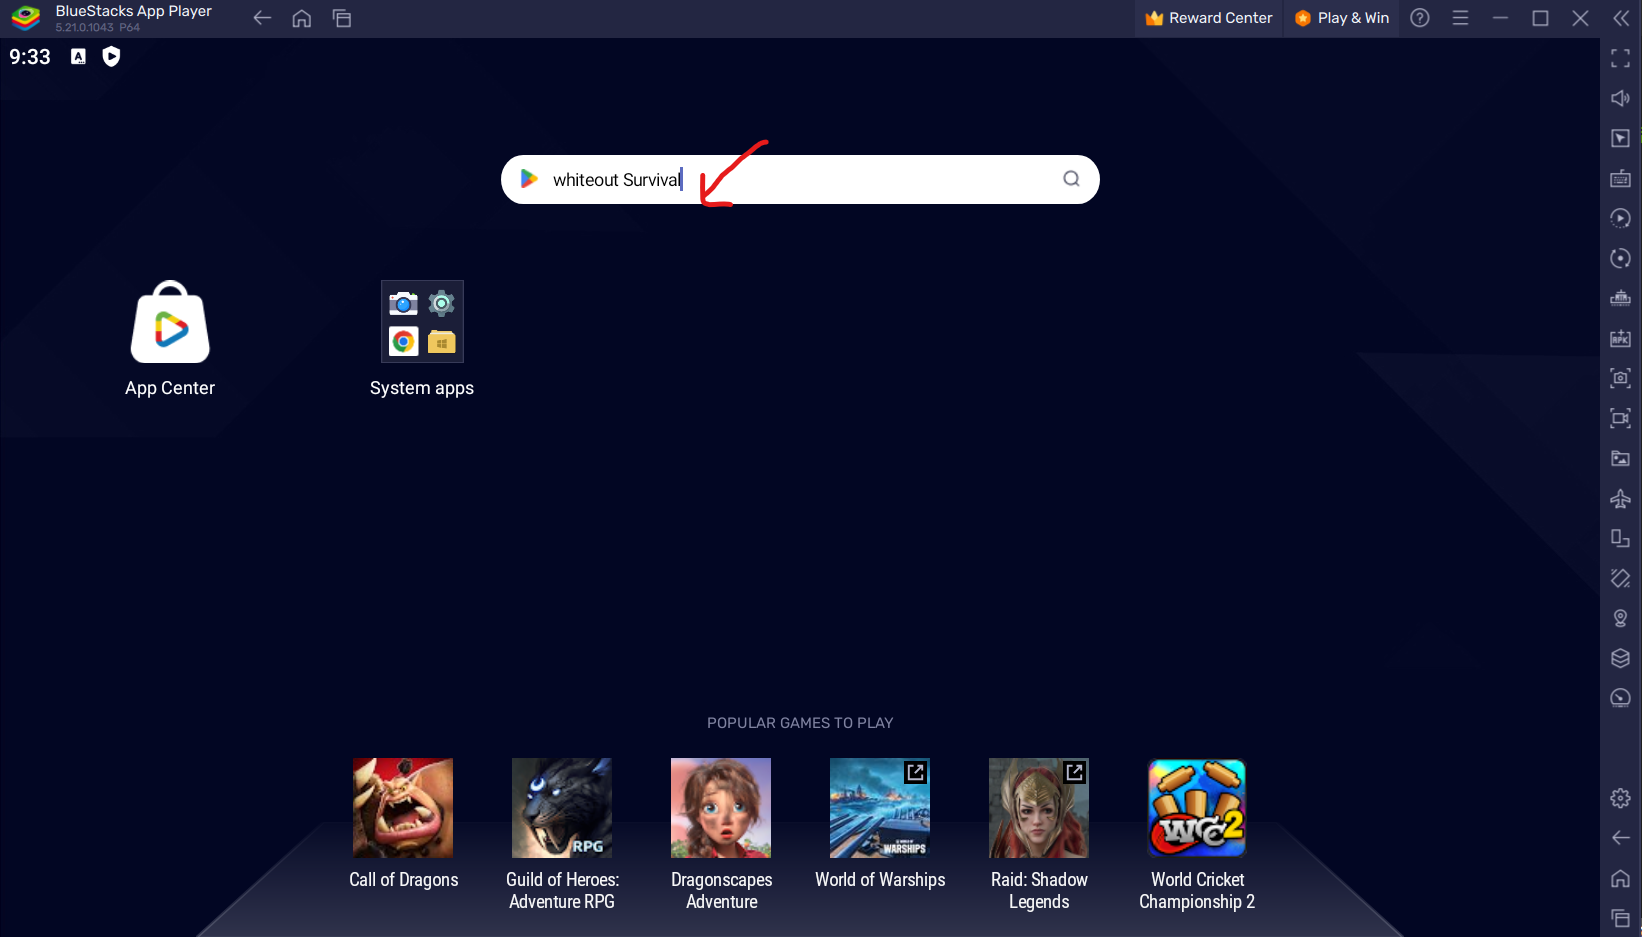 BlueStacks App Player
5.21.0.1043 P64
Reward Center
Play & Win
9:33
whiteout Survival
App Center
System apps
POPULAR GAMES TO PLAY
RPG
WORLD OF
WARSHIPS
WCC2
Call of Dragons
Guild of Heroes:
Adventure RPG
Dragonscapes
Adventure
World of Warships
Raid: Shadow
Legends
World Cricket
Championship 2